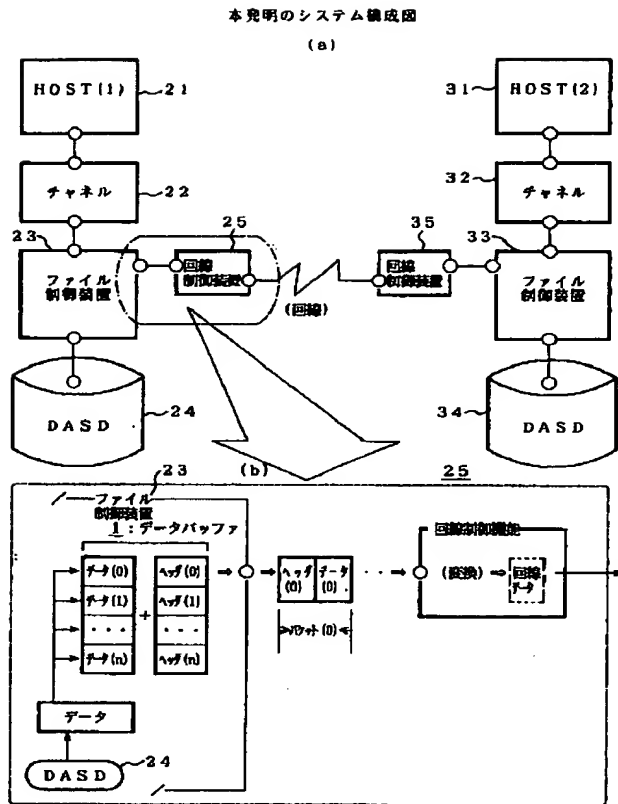 本発明のシステム構成図
(a)
HOST(1)
21
31
HOST(2)
チャネル
22
32
チャネル
23
25
35
33
ファイル
制御装置
回線
制御装置
(回線)
回線
制御装置
ファイル
制御装置
DASD
24
34
DASD
(b)
25
23
ファイル
制御装置
1:データバッファ
データ(0)
データ(1)
・・・
データ(n)
+
ヘッダ(0)
ヘッダ(1)
・・・
ヘッダ(n)
ヘッダ
(0)
データ
(0)
・・
パケット(0)
回線制御機能
(変換)
回線
データ
データ
DASD
24